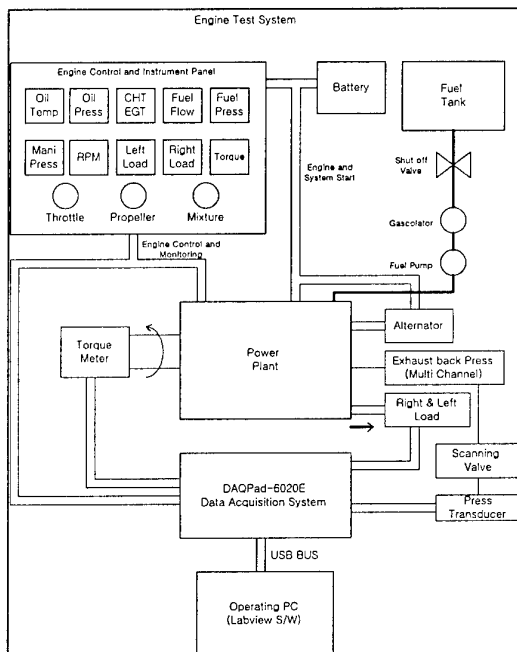 Engine Test System
Engine Control and Instrument Panel
Oil
Temp
Oil
Press
CHT
EGT
Fuel
Flow
Fuel
Press
Mani
Press
RPM
Left
Load
Right
Load
Torque
Throttle
Propeller
Mixture
Battery
Fuel
Tank
Engine and
System Start
Shut off
Valve
Gascolator
Fuel Pump
Engine Control and
Monitoring
Torque
Meter
Power
Plant
Alternator
Exhaust back Press
(Multi Channel)
Right & Left
Load
Scanning
Valve
Press
Transducer
DAQPad-6020E
Data Acquisition System
USB BUS
Operating PC
(Labview S/W)